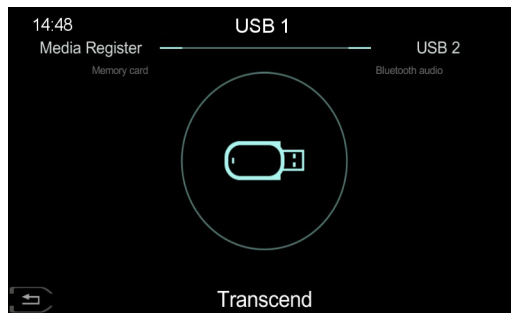 14:48
USB 1
Media Register
USB 2
Memory card
Bluetooth audio
Transcend